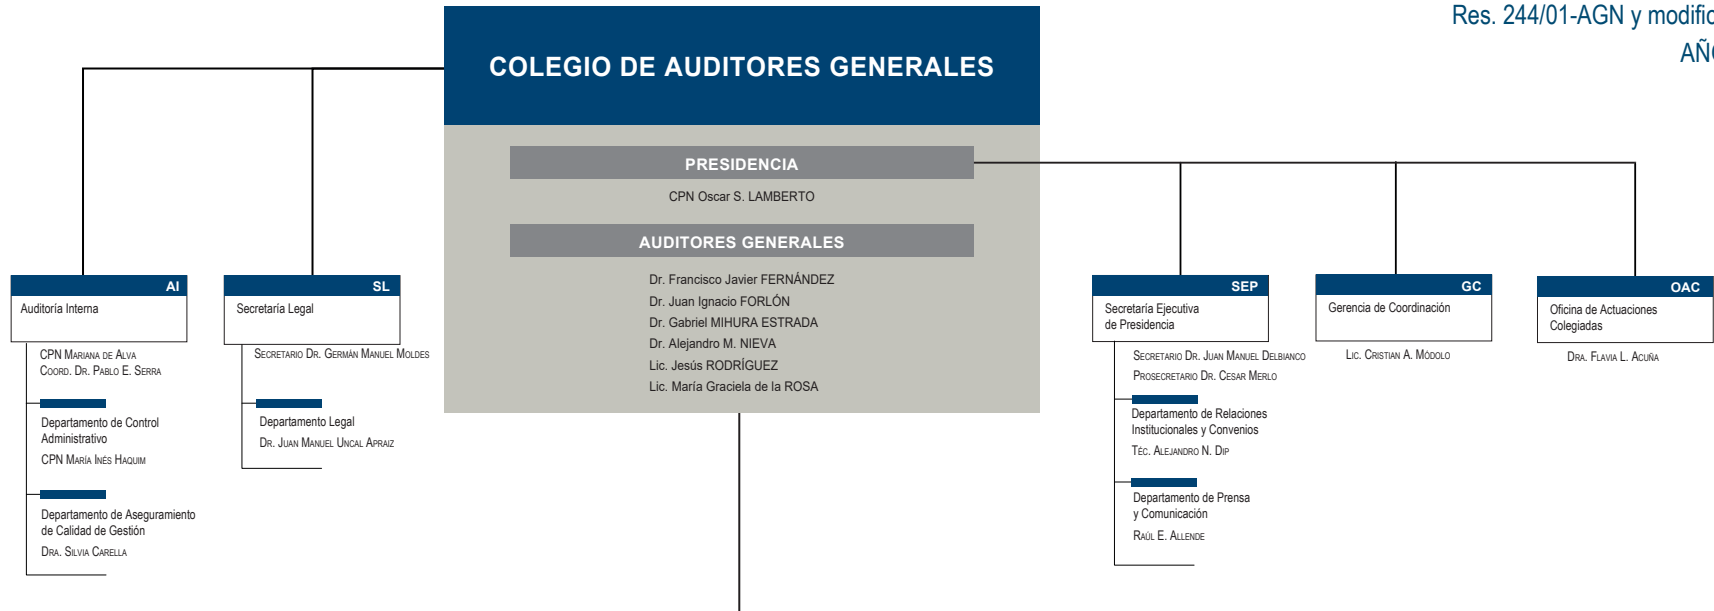 Res. 244/01-AGN y modific
AÑO
COLEGIO DE AUDITORES GENERALES
PRESIDENCIA
CPN Oscar S. LAMBERTO
AUDITORES GENERALES
Dr. Francisco Javier FERNÁNDEZ
Dr. Juan Ignacio FORLÓN
Dr. Gabriel MIHURA ESTRADA
Dr. Alejandro M. NIEVA
Lic. Jesús RODRÍGUEZ
Lic. María Graciela de la ROSA
AI
Auditoría Interna
CPN MARIANA DE ALVA
COORD. DR. PABLO E. SERRA
Departamento de Control
Administrativo
CPN MARÍA INÉS HAQUIM
Departamento de Aseguramiento
de Calidad de Gestión
DRA. SILVIA CARELLA
SL
Secretaría Legal
SECRETARIO DR. GERMÁN MANUEL MOLDES
Departamento Legal
DR. JUAN MANUEL UNCAL APRAIZ
SEP
Secretaría Ejecutiva
de Presidencia
SECRETARIO DR. JUAN MANUEL DELBIANCO
PROSECRETARIO DR. CESAR MERLO
Departamento de Relaciones
Institucionales y Convenios
TÉC. ALEJANDRO N. DIP
Departamento de Prensa
y Comunicación
RAÚL E. ALLENDE
GC
Gerencia de Coordinación
LIC. CRISTIAN A. MÓDOLO
OAC
Oficina de Actuaciones
Colegiadas
DRA. FLAVIA L. ACUÑA